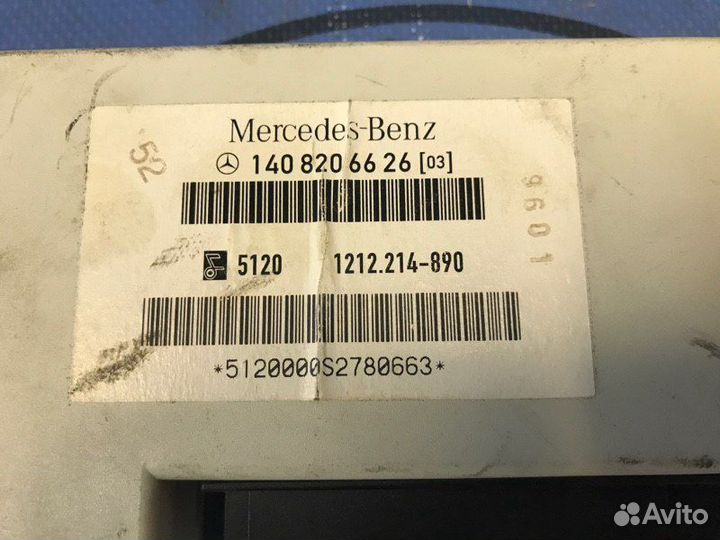 Mercedes-Benz
140 820 66 26 [03]
52
9601
5120 1212.214-890
*5120000S2780663*
Avito